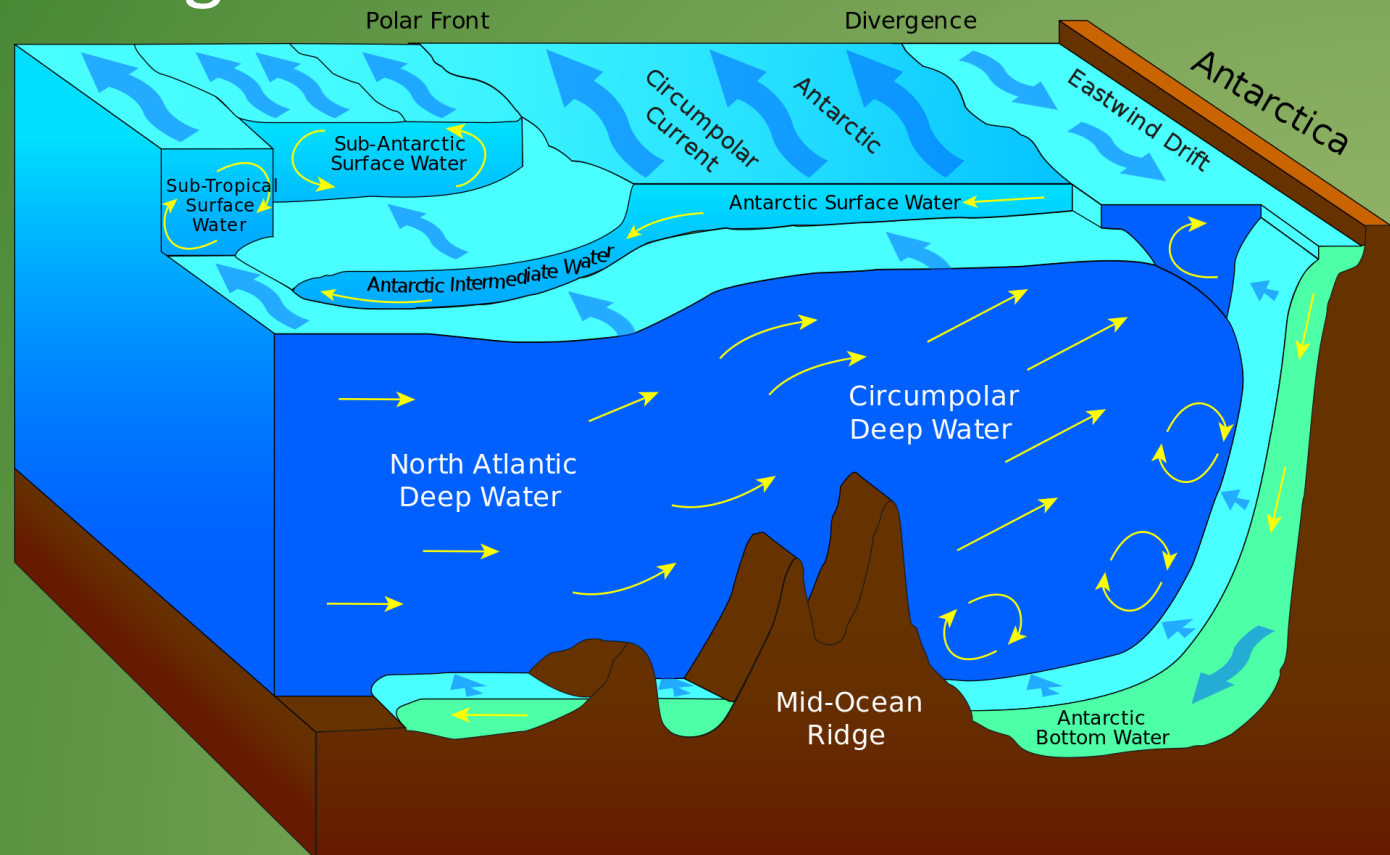 g
Polar Front
Divergence
Antarctica
Circumpolar
Current
Antarctic
Eastwind Drift
Sub-Antarctic
Surface Water
Sub-Tropical
Surface
Water
Antarctic Surface Water
Antarctic Intermediate Water
Circumpolar
Deep Water
North Atlantic
Deep Water
Mid-Ocean
Ridge
Antarctic
Bottom Water